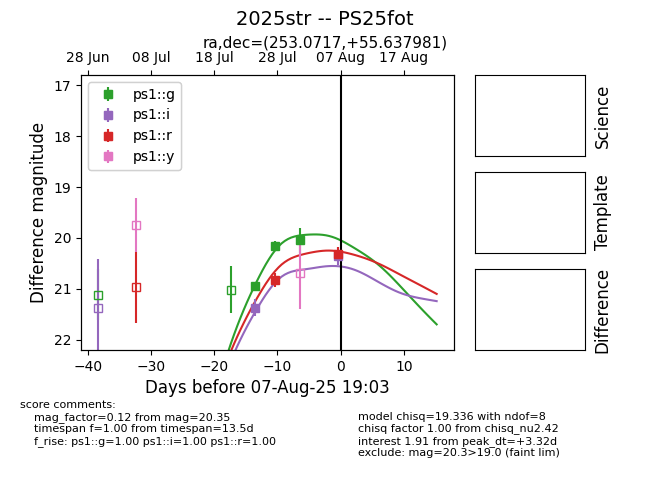 2025str -- PS25fot
ra,dec=(253.0717,+55.637981)
28 Jun 08 Jul 18 Jul 28 Jul 07 Aug 17 Aug
ps1::g
ps1::i
ps1::r
ps1::y
17
18
19
20
21
22
Difference magnitude
−40 −30 −20 −10 0 10
Days before 07-Aug-25 19:03
Science
Template
Difference
score comments:
mag_factor=0.12 from mag=20.35
timespan f=1.00 from timespan=13.5d
f_rise: ps1::g=1.00 ps1::i=1.00 ps1::r=1.00
model chisq=19.336 with ndof=8
chisq factor 1.00 from chisq_nu2.42
interest 1.91 from peak_dt=+3.32d
exclude: mag=20.3>19.0 (faint lim)